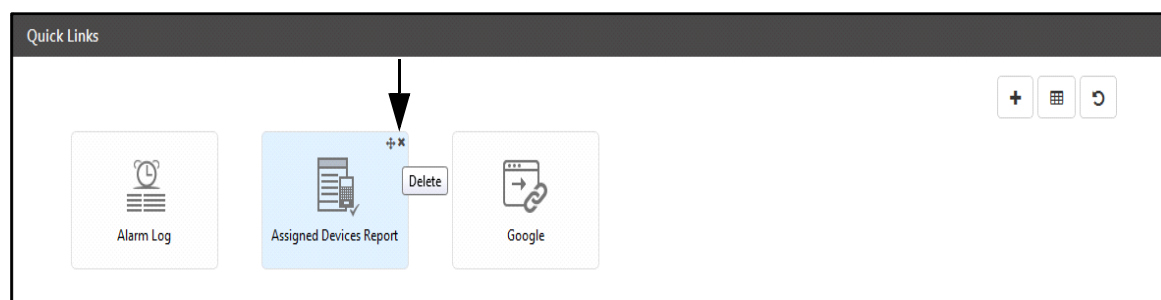 Quick Links
Delete
Alarm Log
Assigned Devices Report
Google